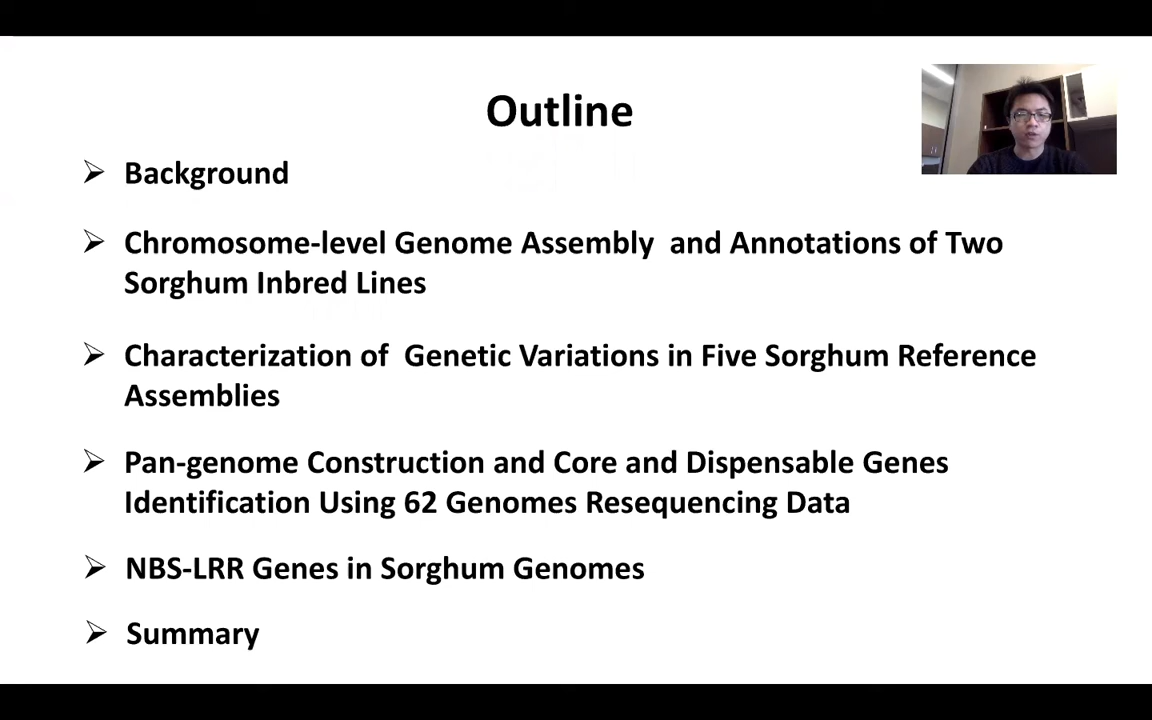 Outline
Background
Chromosome-level Genome Assembly and Annotations of Two
Sorghum Inbred Lines
Characterization of Genetic Variations in Five Sorghum Reference
Assemblies
Pan-genome Construction and Core and Dispensable Genes
Identification Using 62 Genomes Resequencing Data
NBS-LRR Genes in Sorghum Genomes
Summary